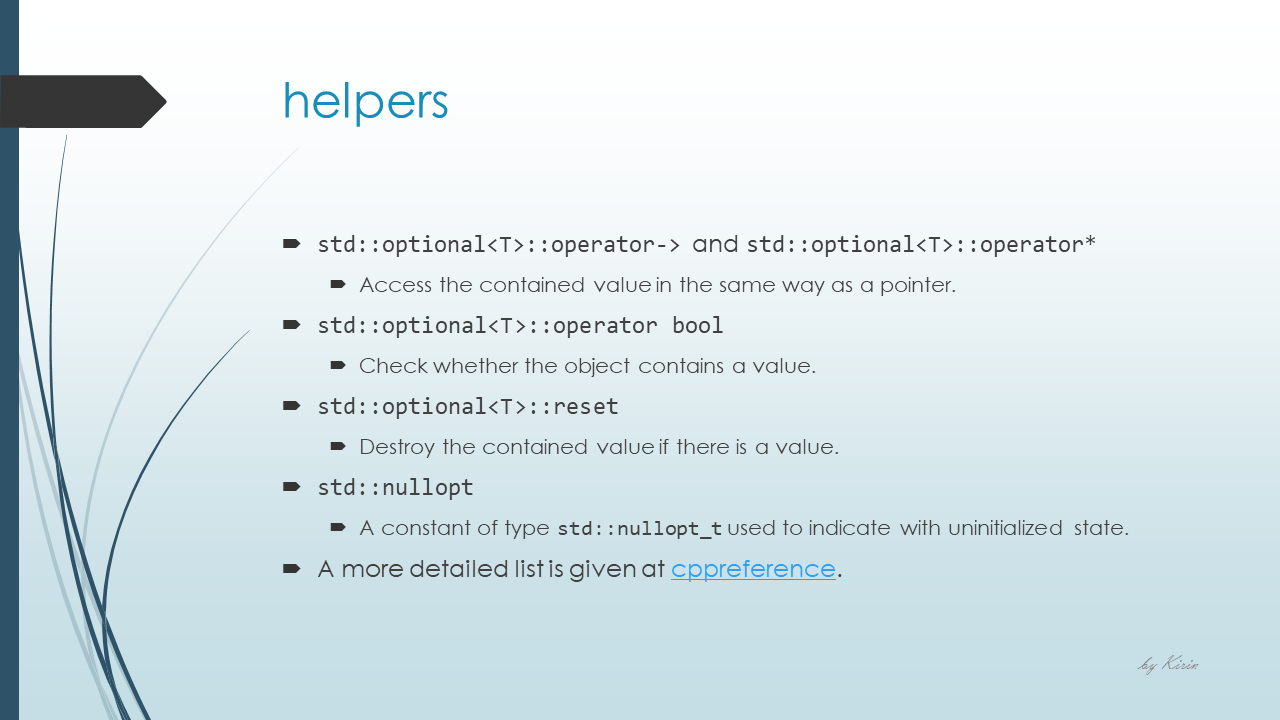 helpers
std::optional<T>::operator-> and std::optional<T>::operator*
Access the contained value in the same way as a pointer.
std::optional<T>::operator bool
Check whether the object contains a value.
std::optional<T>::reset
Destroy the contained value if there is a value.
std::nullopt
A constant of type std::nullopt_t used to indicate with uninitialized state.
A more detailed list is given at cppreference.
by Kirin